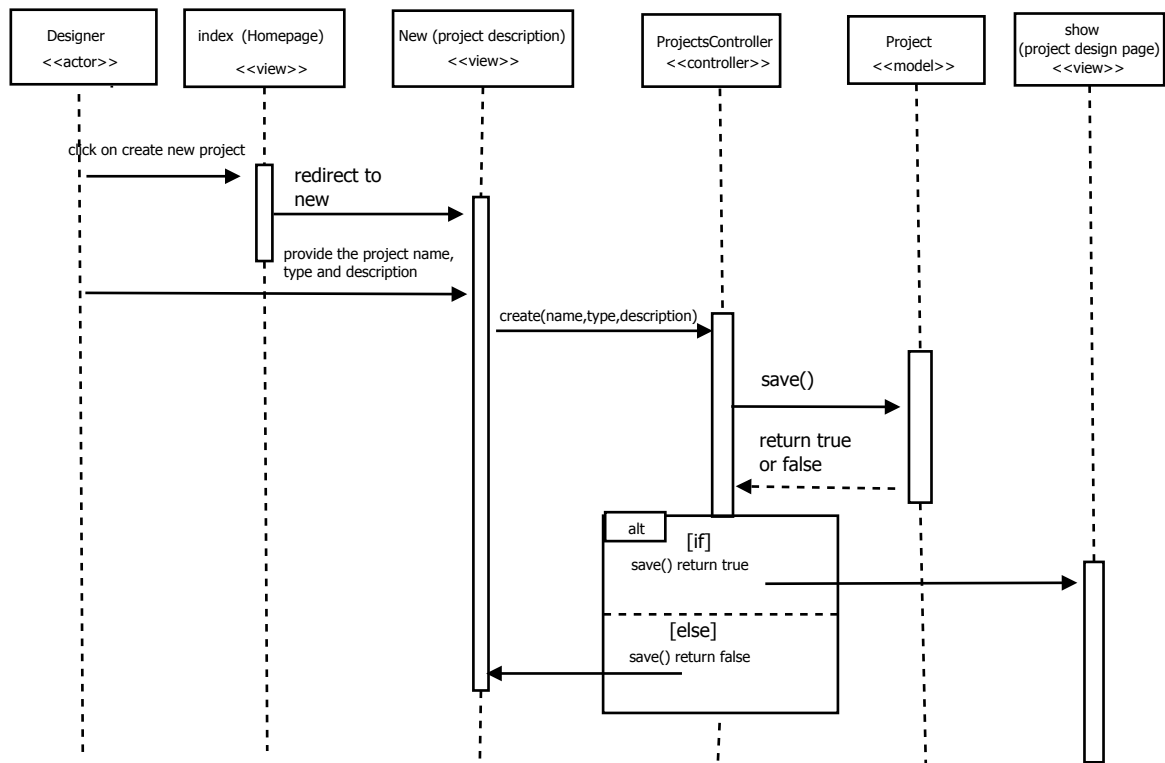 Designer
<<actor>>
index (Homepage)
<<view>>
New (project description)
<<view>>
ProjectsController
<<controller>>
Project
<<model>>
show
(project design page)
<<view>>
click on create new project
redirect to
new
provide the project name,
type and description
create(name,type,description)
save()
return true
or false
alt
[if]
save() return true
[else]
save() return false